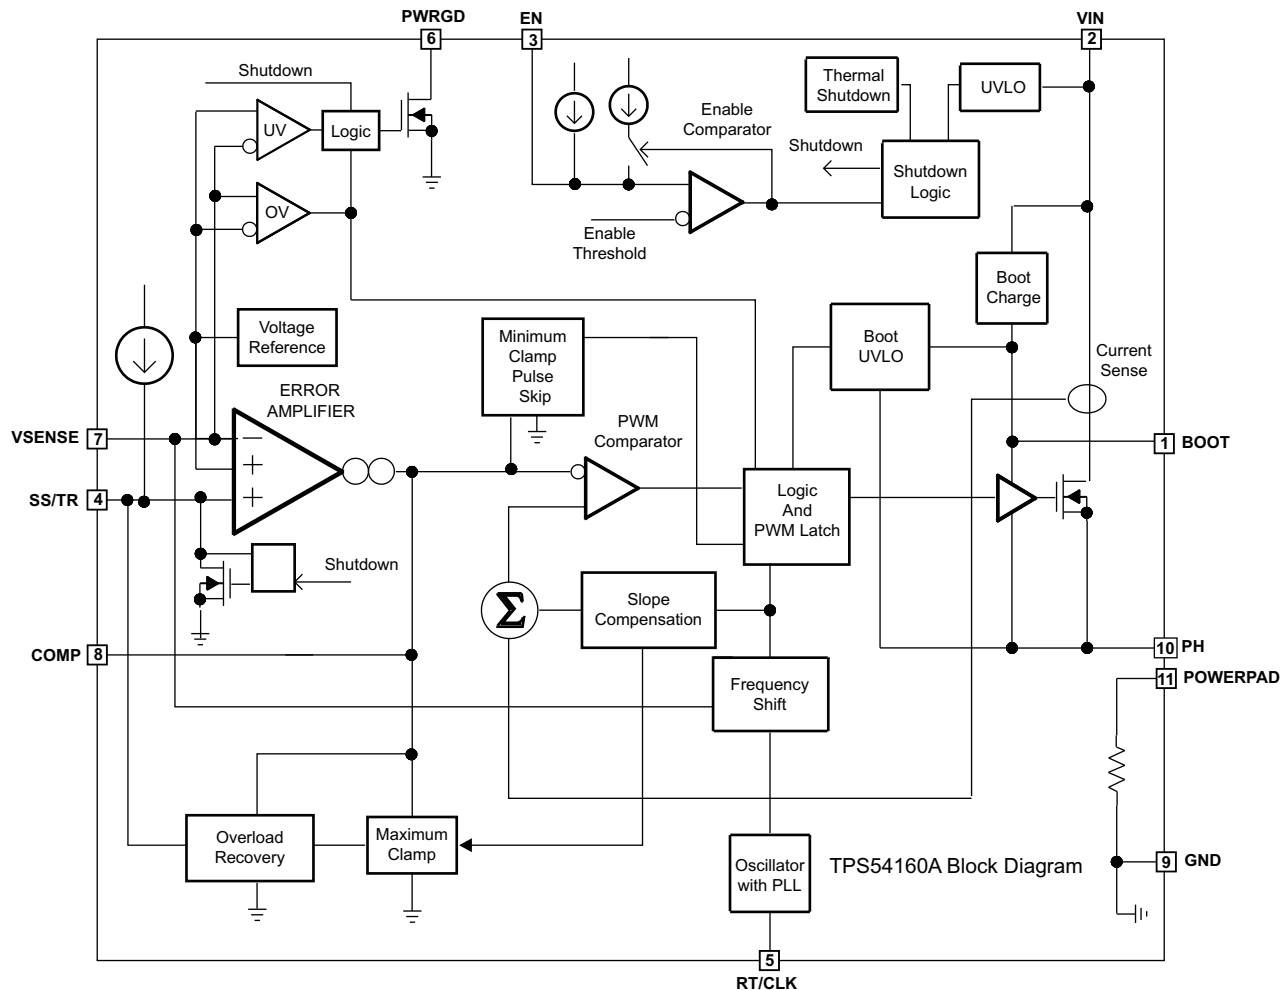 PWRGD
6
EN
3
VIN
2
Shutdown
UV
Logic
OV
Enable
Comparator
Enable
Threshold
Thermal
Shutdown
UVLO
Shutdown
Shutdown
Logic
Boot
Charge
Voltage
Reference
Minimum
Clamp
Pulse
Skip
Boot
UVLO
Current
Sense
ERROR
AMPLIFIER
PWM
Comparator
VSENSE
7
−
+
+
SS/TR
4
1
BOOT
Logic
And
PWM Latch
Shutdown
Σ
Slope
Compensation
COMP
8
10
PH
11
POWERPAD
Frequency
Shift
Overload
Recovery
Maximum
Clamp
Oscillator
with PLL
TPS54160A Block Diagram
9
GND
5
RT/CLK